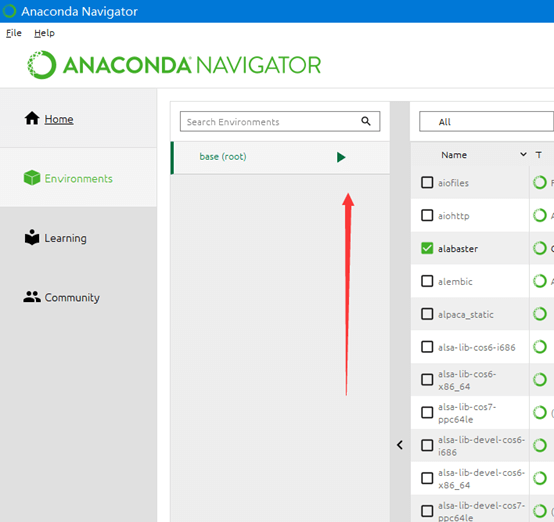 Anaconda Navigator
File Help
ANACONDA NAVIGATOR
Home
Environments
Learning
Community
Search Environments
base (root)
All
Name T
aiofiles
aiohttp
alabaster
alembic
alpaca_static
alsa-lib-cos6-i686
alsa-lib-cos6-
x86_64
alsa-lib-cos7-
ppc64le
alsa-lib-devel-cos6-
i686
alsa-lib-devel-cos6-
x86_64
alsa-lib-devel-cos7-
ppc64le